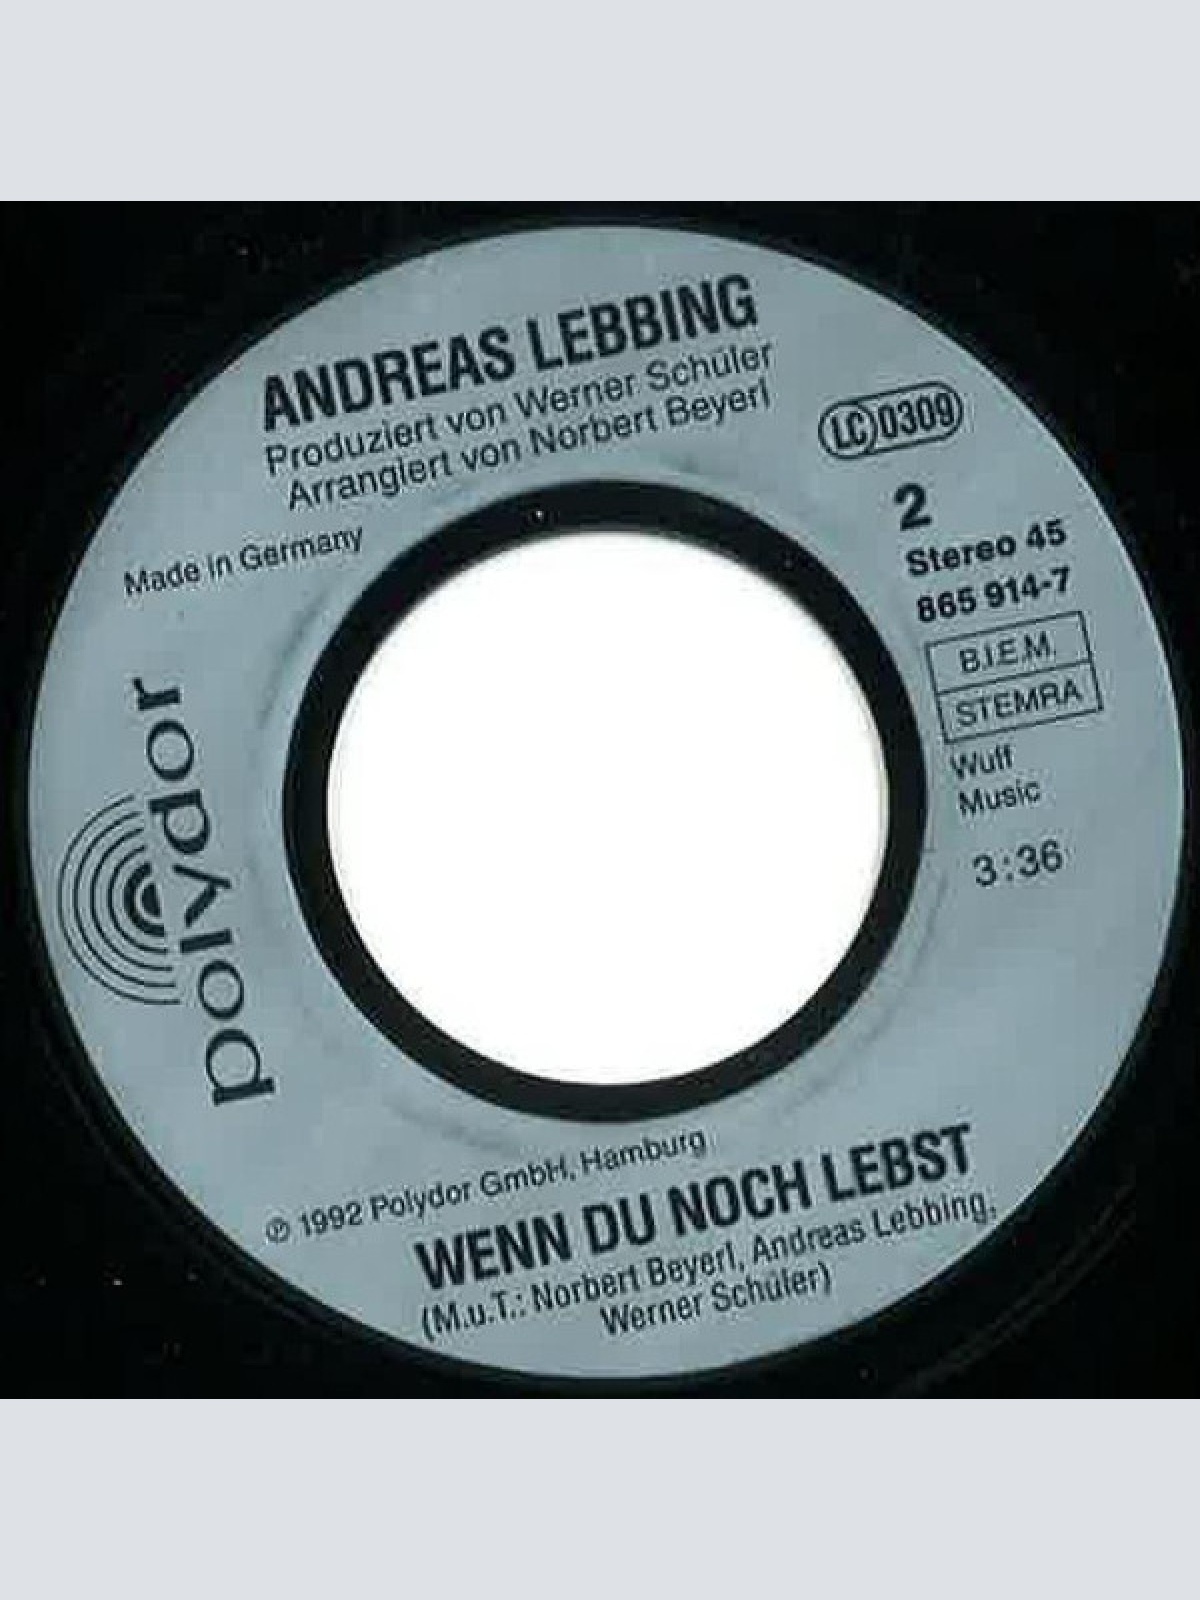 ANDREAS LEBBING
Produziert von Werner Schüler
Arrangiert von Norbert Beyerl
Made in Germany
LC 0309
2
Stereo 45
865 914-7
B.I.E.M.
STEMRA
Wuff
Music
3:36
polydor
℗ 1992 Polydor GmbH, Hamburg
WENN DU NOCH LEBST
(M.u.T.: Norbert Beyerl, Andreas Lebbing,
Werner Schüler)